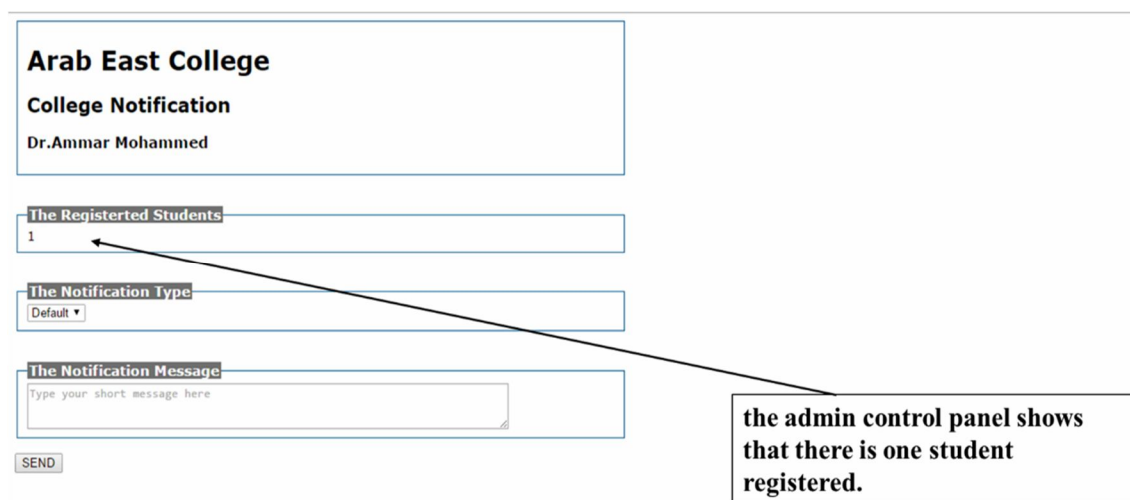 Arab East College
College Notification
Dr.Ammar Mohammed
The Registerted Students
1
The Notification Type
Default
The Notification Message
Type your short message here
SEND
the admin control panel shows
that there is one student
registered.